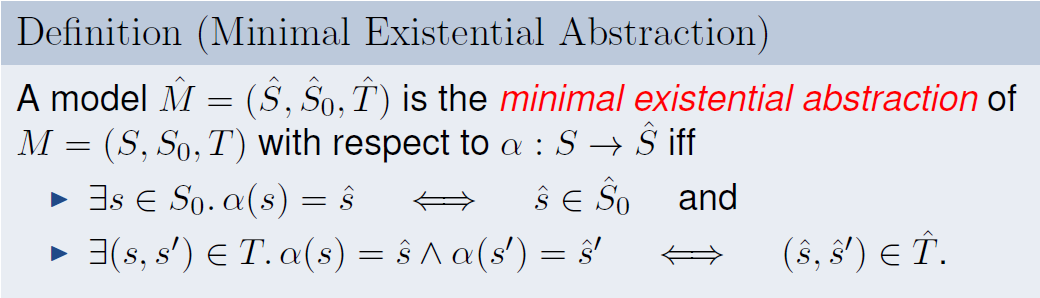 Definition (Minimal Existential Abstraction)
A model M̂ = (Ŝ, Ŝ₀, T̂) is the minimal existential abstraction of
M = (S, S₀, T) with respect to α : S → Ŝ iff
▶ ∃s ∈ S₀. α(s) = ŝ ⟺ ŝ ∈ Ŝ₀ and
▶ ∃(s, s′) ∈ T. α(s) = ŝ ∧ α(s′) = ŝ′ ⟺ (ŝ, ŝ′) ∈ T̂.